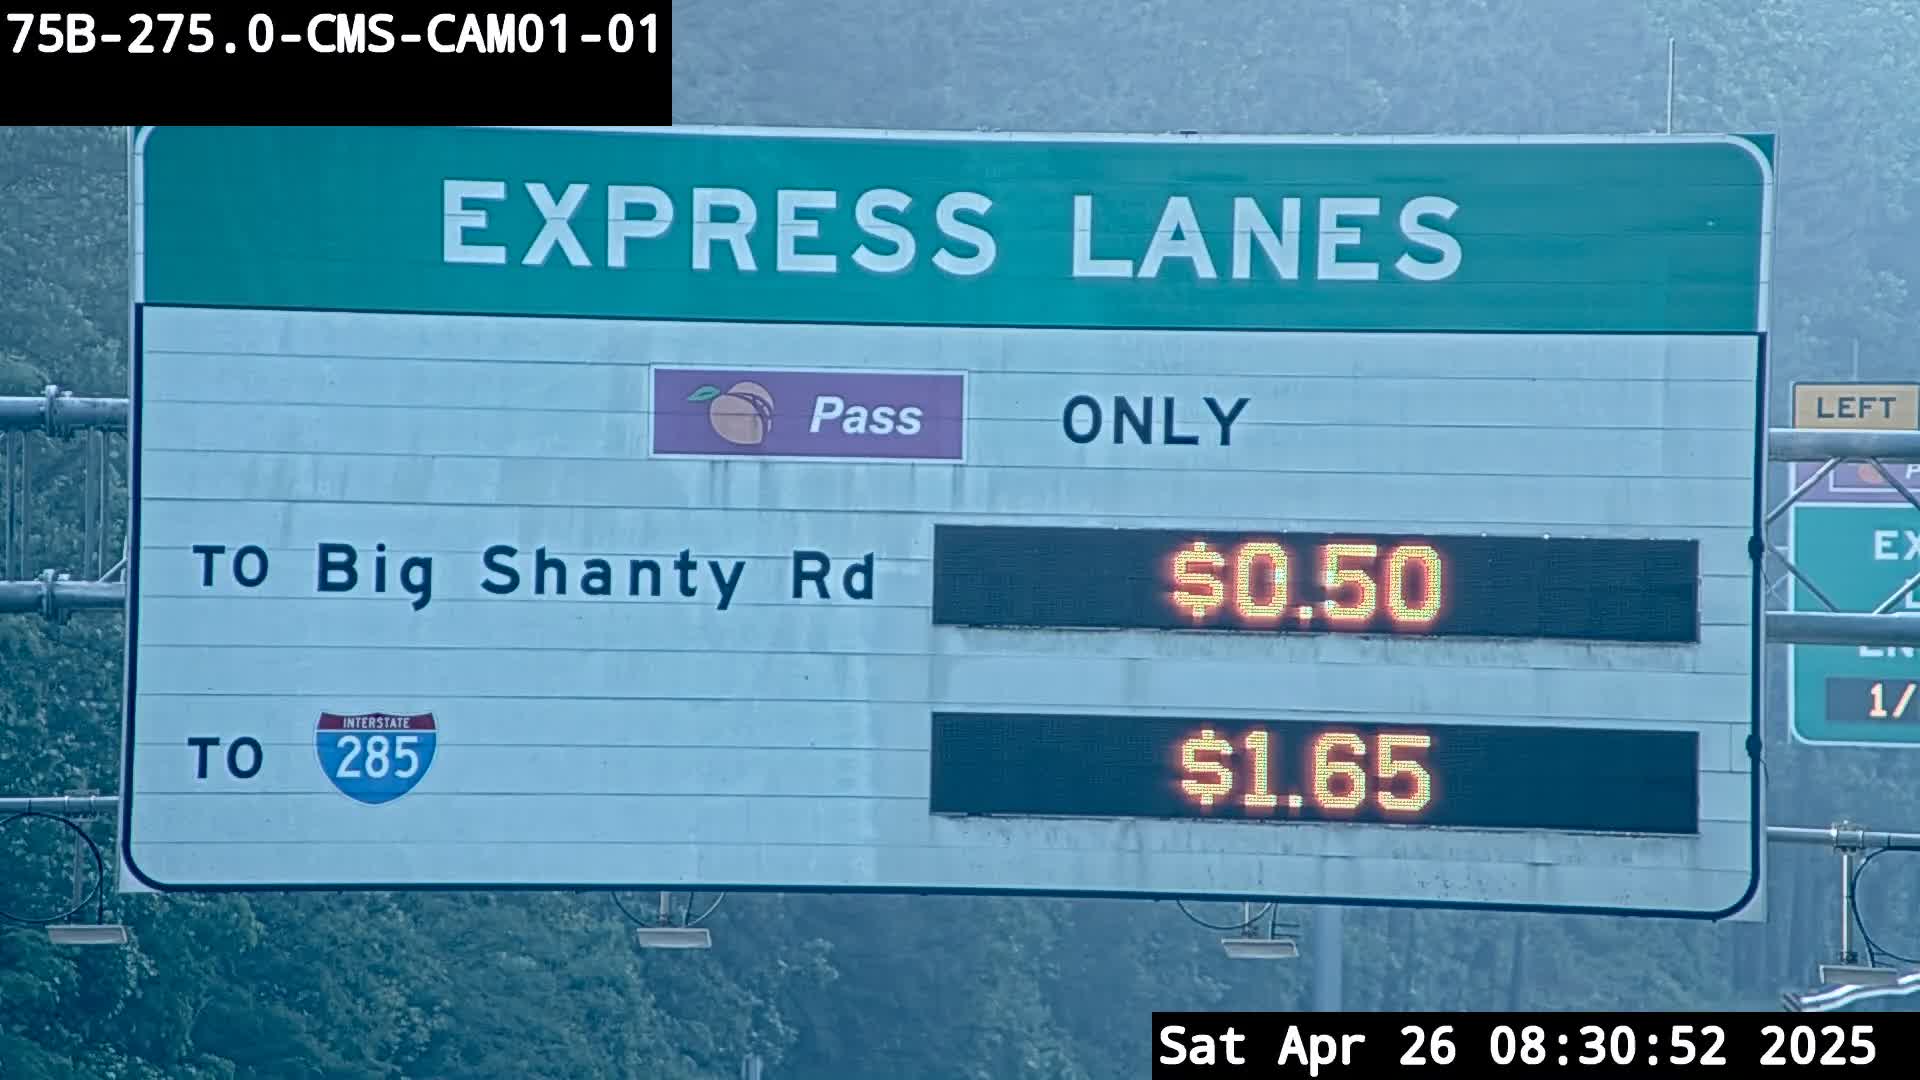 75B-275.0-CMS-CAM01-01
EXPRESS LANES
Pass ONLY
TO Big Shanty Rd $0.50
TO INTERSTATE 285 $1.65
LEFT
1/
Sat Apr 26 08:30:52 2025